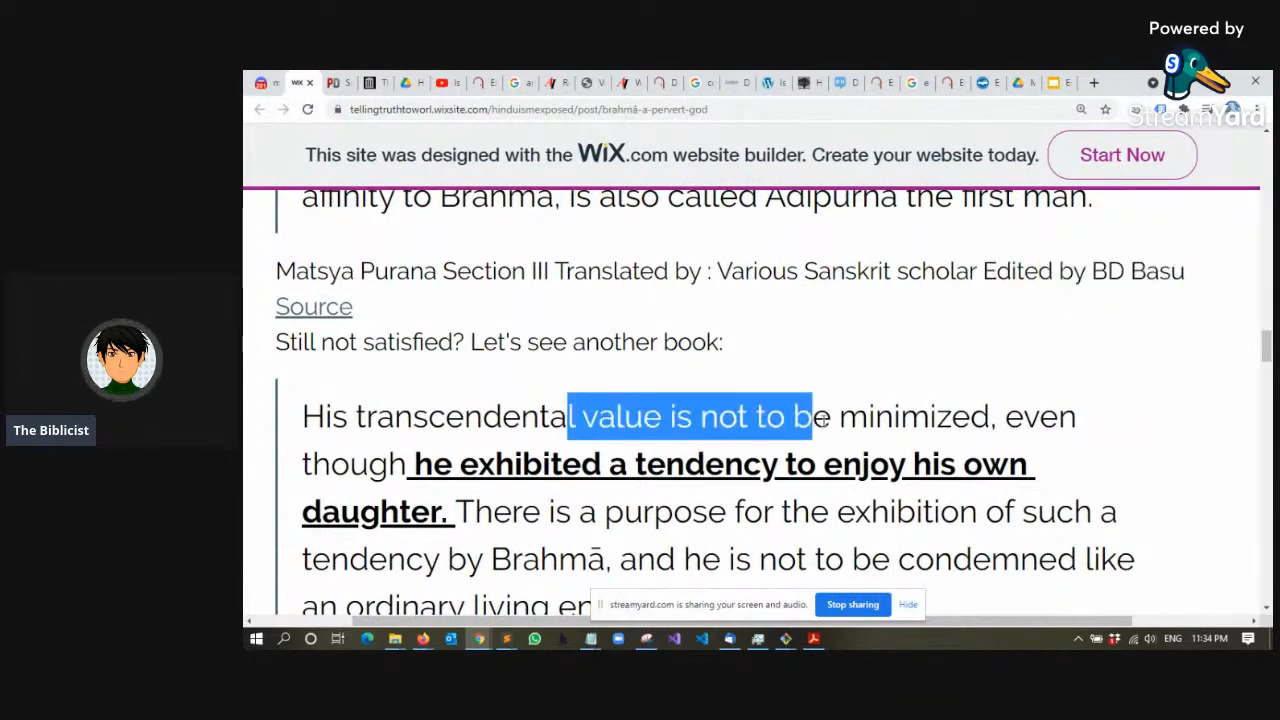 Powered by
S
StreamYard
tellingtruthtoworl.wixsite.com/hinduismexposed/post/brahmā-a-pervert-god
This site was designed with the WiX.com website builder. Create your website today.
Start Now
affinity to Brahma, is also called Adipurna the first man.
Matsya Purana Section III Translated by : Various Sanskrit scholar Edited by BD Basu
Source
Still not satisfied? Let's see another book:
His transcendental value is not to be minimized, even
though he exhibited a tendency to enjoy his own
daughter. There is a purpose for the exhibition of such a
tendency by Brahmā, and he is not to be condemned like
an ordinary living en
The Biblicist
streamyard.com is sharing your screen and audio.
Stop sharing
Hide
ENG
11:34 PM